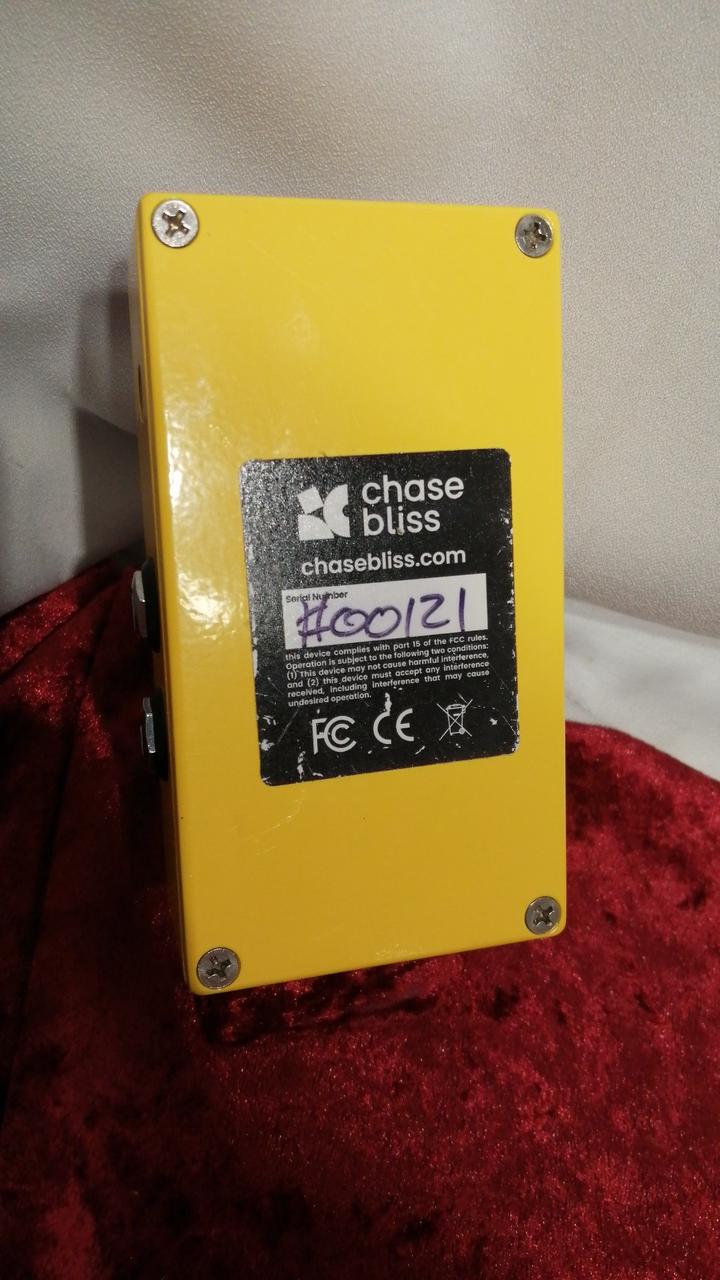 chase
bliss
chasebliss.com
Serial Number
#00121
this device complies with part 15 of the FCC rules.
Operation is subject to the following two conditions:
(1) This device may not cause harmful interference,
and (2) this device must accept any interference
received, including interference that may cause
undesired operation.
FC CE